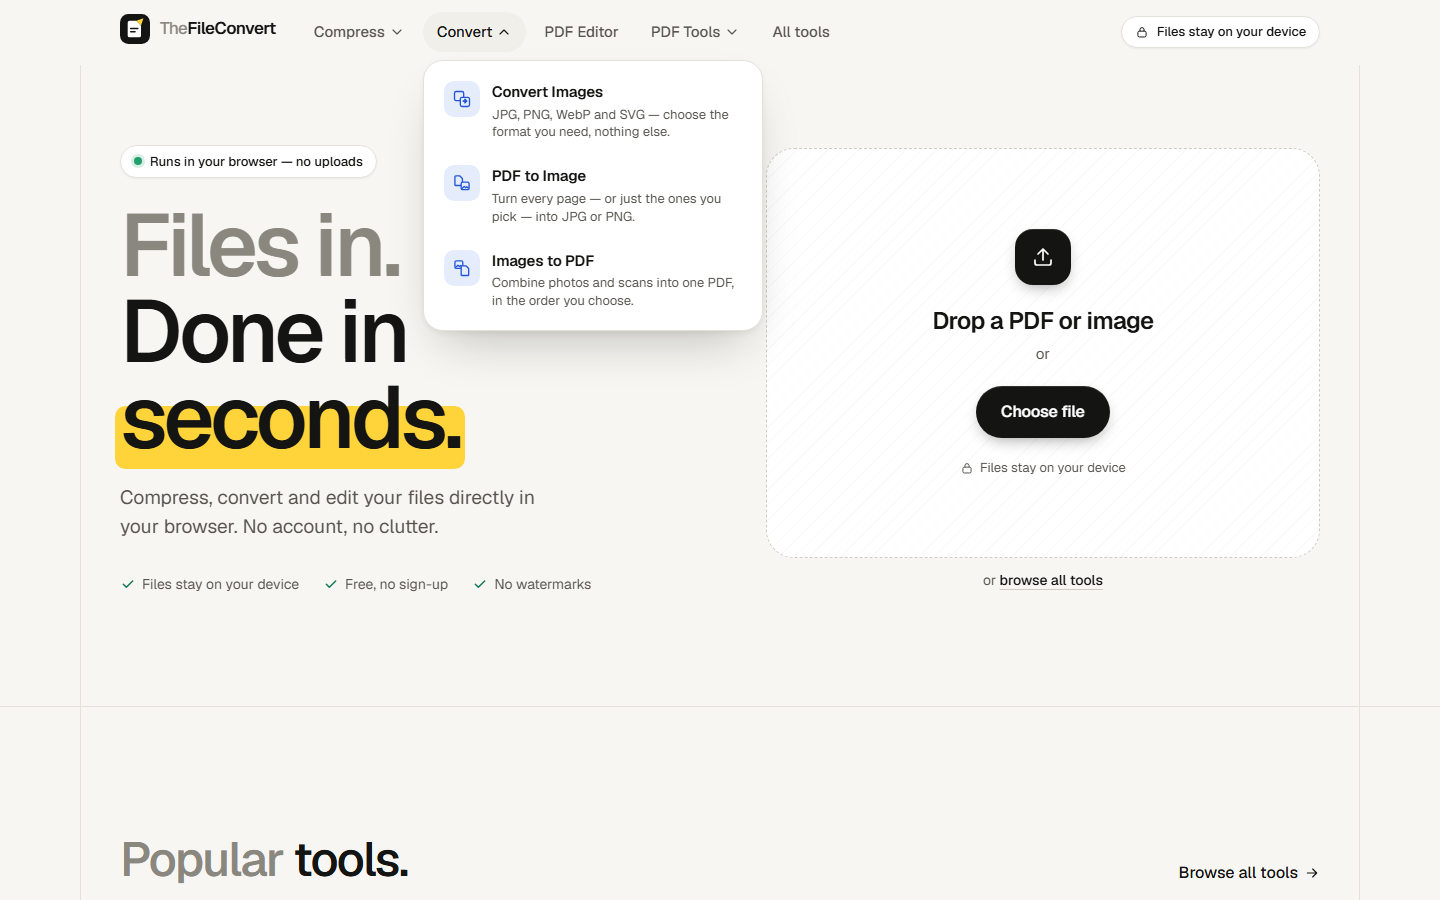 TheFileConvert
Compress
Convert
PDF Editor
PDF Tools
All tools
Files stay on your device
Convert Images
JPG, PNG, WebP and SVG — choose the
format you need, nothing else.
PDF to Image
Turn every page — or just the ones you
pick — into JPG or PNG.
Images to PDF
Combine photos and scans into one PDF,
in the order you choose.
Runs in your browser — no uploads
Files in.
Done in
seconds.
Compress, convert and edit your files directly in
your browser. No account, no clutter.
Files stay on your device
Free, no sign-up
No watermarks
Drop a PDF or image
or
Choose file
Files stay on your device
or browse all tools
Popular tools.
Browse all tools